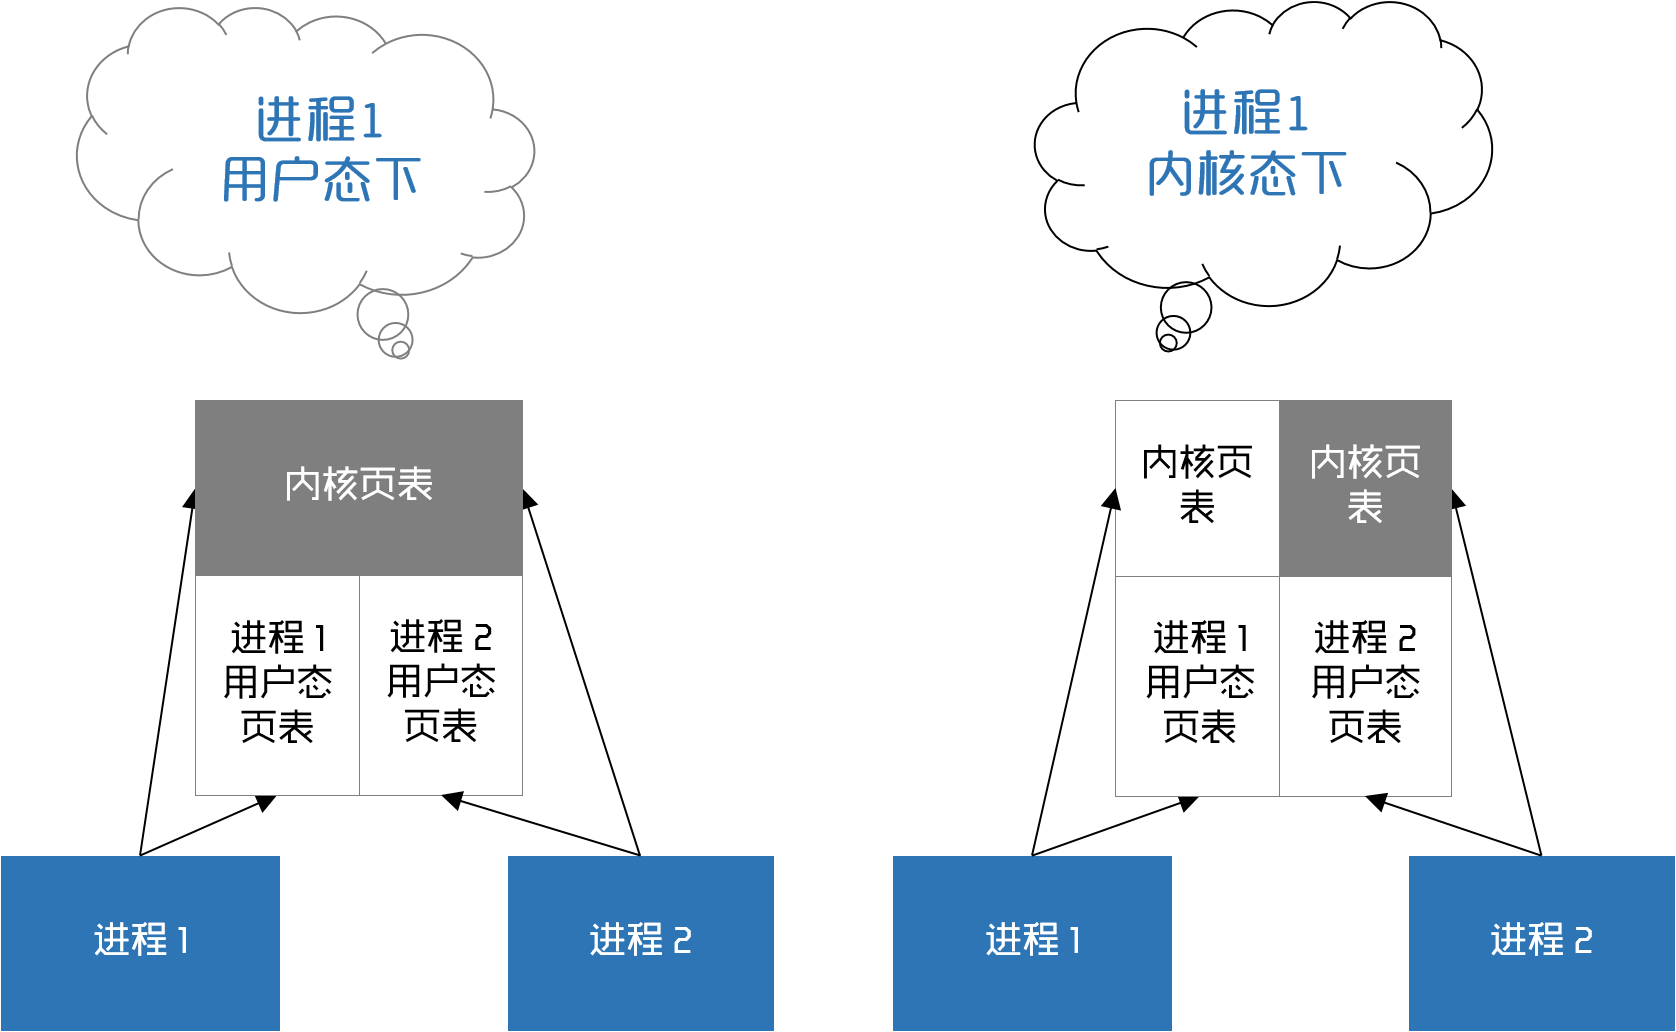 进程1
用户态下
进程1
内核态下
内核页表
内核页
表
内核页
表
进程 1
用户态
页表
进程 2
用户态
页表
进程 1
用户态
页表
进程 2
用户态
页表
进程 1
进程 2
进程 1
进程 2